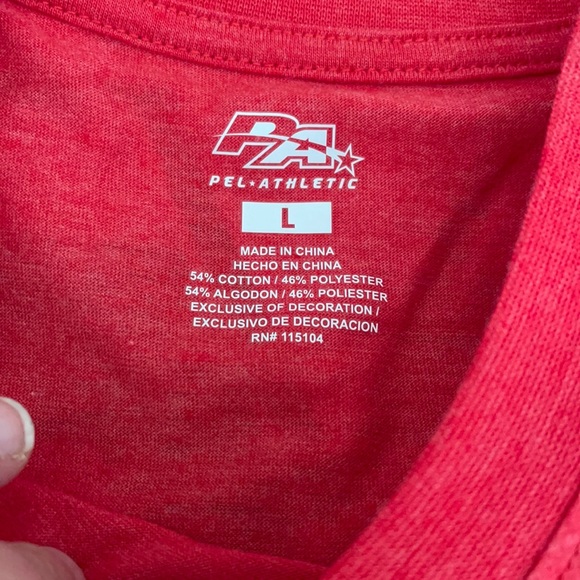 PA
PEL★ATHLETIC
L
MADE IN CHINA
HECHO EN CHINA
54% COTTON / 46% POLYESTER
54% ALGODON / 46% POLIESTER
EXCLUSIVE OF DECORATION /
EXCLUSIVO DE DECORACION
RN# 115104